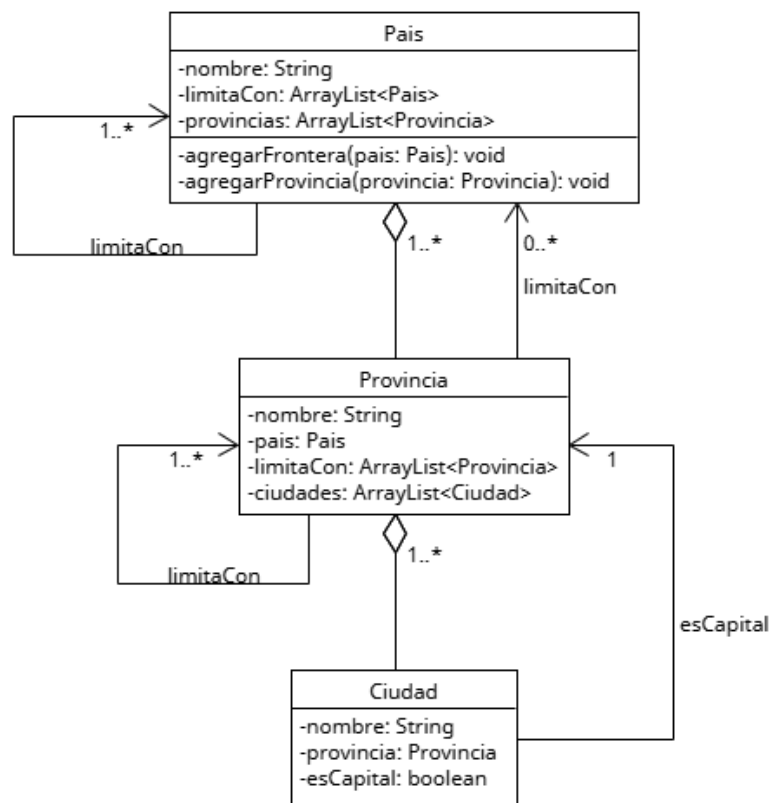 Pais
-nombre: String
-limitaCon: ArrayList<Pais>
-provincias: ArrayList<Provincia>
1..*
-agregarFrontera(pais: Pais): void
-agregarProvincia(provincia: Provincia): void
limitaCon
1..*
0..*
limitaCon
Provincia
-nombre: String
-pais: Pais
-limitaCon: ArrayList<Provincia>
-ciudades: ArrayList<Ciudad>
1..*
1
limitaCon
1..*
esCapital
Ciudad
-nombre: String
-provincia: Provincia
-esCapital: boolean